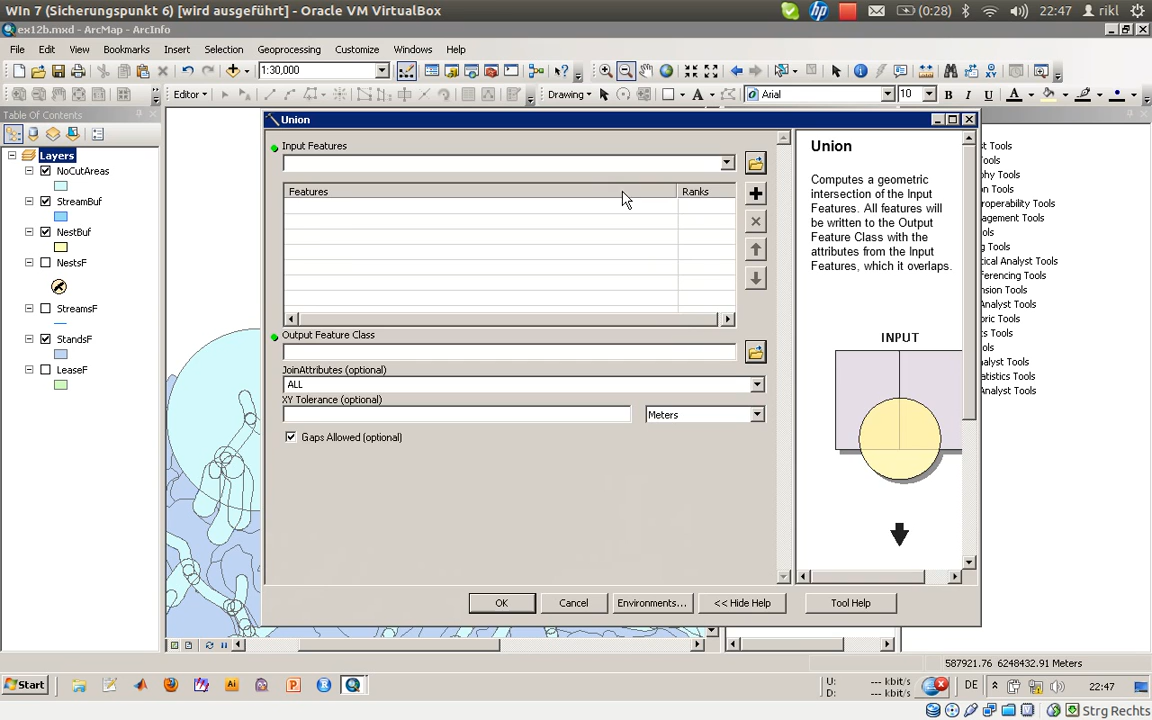 WIn 7 (Sicherungspunkt 6) [wird ausgeführt] - Oracle VM VirtualBox
(0:28)
22:47
rikl
ex12b.mxd - ArcMap - ArcInfo
File Edit View Bookmarks Insert Selection Geoprocessing Customize Windows Help
1:30,000
Editor
Drawing
Arial
10
B I U A
Table Of Contents
Layers
NoCutAreas
StreamBuf
NestBuf
NestsF
StreamsF
StandsF
LeaseF
Union
Input Features
Features
Ranks
Output Feature Class
JoinAttributes (optional)
ALL
XY Tolerance (optional)
Meters
Gaps Allowed (optional)
OK
Cancel
Environments...
<< Hide Help
Tool Help
Union
Computes a geometric
intersection of the Input
Features. All features will
be written to the Output
Feature Class with the
attributes from the Input
Features, which it overlaps.
INPUT
st Tools
phy Tools
on Tools
eroperability Tools
agement Tools
ols
g Tools
tical Analyst Tools
ferencing Tools
nsion Tools
Analyst Tools
oric Tools
ts Tools
ols
nalyst Tools
atistics Tools
Analyst Tools
587921.76 6248432.91 Meters
Start
U: --- kbit/s
D: --- kbit/s
DE
22:47
Strg Rechts